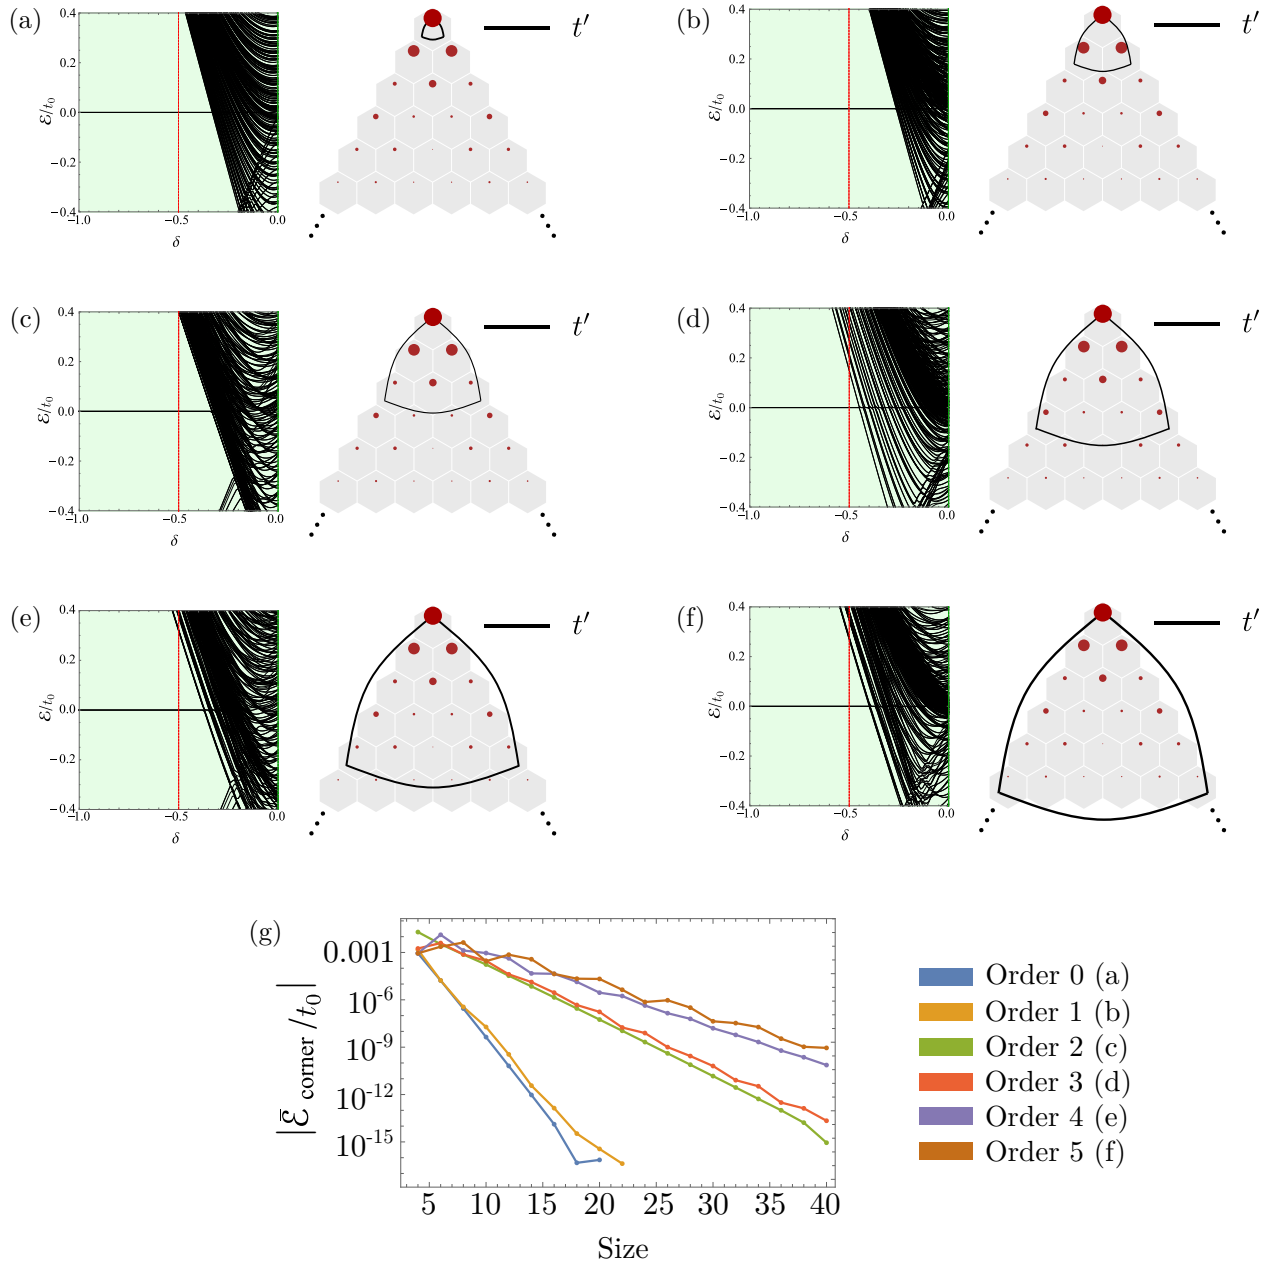 (a)
0.4
0.2
0.0
−0.2
−0.4
ℰ/t₀
−1.0
−0.5
0.0
δ
t′
(b)
0.4
0.2
0.0
−0.2
−0.4
ℰ/t₀
−1.0
−0.5
0.0
δ
t′
(c)
0.4
0.2
0.0
−0.2
−0.4
ℰ/t₀
−1.0
−0.5
0.0
δ
t′
(d)
0.4
0.2
0.0
−0.2
−0.4
ℰ/t₀
−1.0
−0.5
0.0
δ
t′
(e)
0.4
0.2
0.0
−0.2
−0.4
ℰ/t₀
−1.0
−0.5
0.0
δ
t′
(f)
0.4
0.2
0.0
−0.2
−0.4
ℰ/t₀
−1.0
−0.5
0.0
δ
t′
(g)
|ℰ̄ corner /t₀|
0.001
10⁻⁶
10⁻⁹
10⁻¹²
10⁻¹⁵
5 10 15 20 25 30 35 40
Size
Order 0 (a)
Order 1 (b)
Order 2 (c)
Order 3 (d)
Order 4 (e)
Order 5 (f)